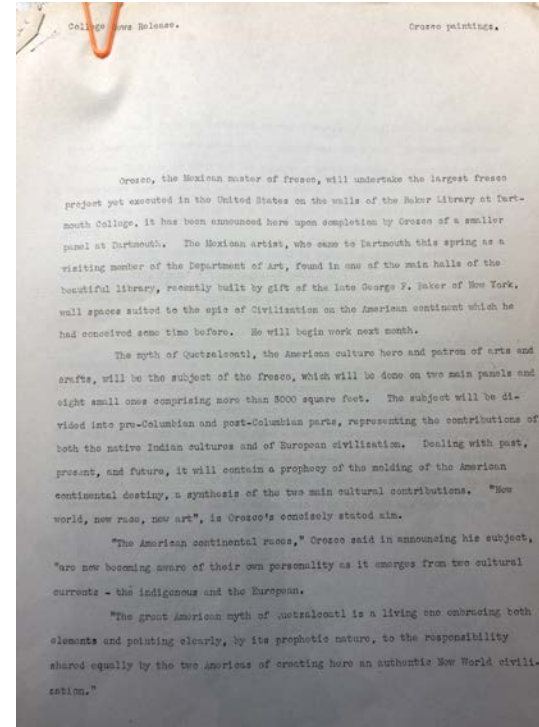 College News Release. Orozco paintings.
Orozco, the Mexican master of fresco, will undertake the largest fresco
project yet executed in the United States on the walls of the Baker Library at Dart-
mouth College, it has been announced here upon completion by Orozco of a smaller
panel at Dartmouth. The Mexican artist, who came to Dartmouth this spring as a
visiting member of the Department of Art, found in one of the main halls of the
beautiful library, recently built by gift of the late George F. Baker of New York,
wall spaces suited to the epic of Civilization on the American continent which he
had conceived some time before. He will begin work next month.
The myth of Quetzalcoatl, the American culture hero and patron of arts and
crafts, will be the subject of the fresco, which will be done on two main panels and
eight small ones comprising more than 3000 square feet. The subject will be di-
vided into pre-Columbian and post-Columbian parts, representing the contributions of
both the native Indian cultures and of European civilization. Dealing with past,
present, and future, it will contain a prophecy of the molding of the American
continental destiny, a synthesis of the two main cultural contributions. "New
world, new race, new art", is Orozco's concisely stated aim.
"The American continental races," Orozco said in announcing his subject,
"are now becoming aware of their own personality as it emerges from two cultural
currents - the indigenous and the European.
"The great American myth of Quetzalcoatl is a living one embracing both
elements and pointing clearly, by its prophetic nature, to the responsibility
shared equally by the two Americas of creating here an authentic New World civili-
zation."